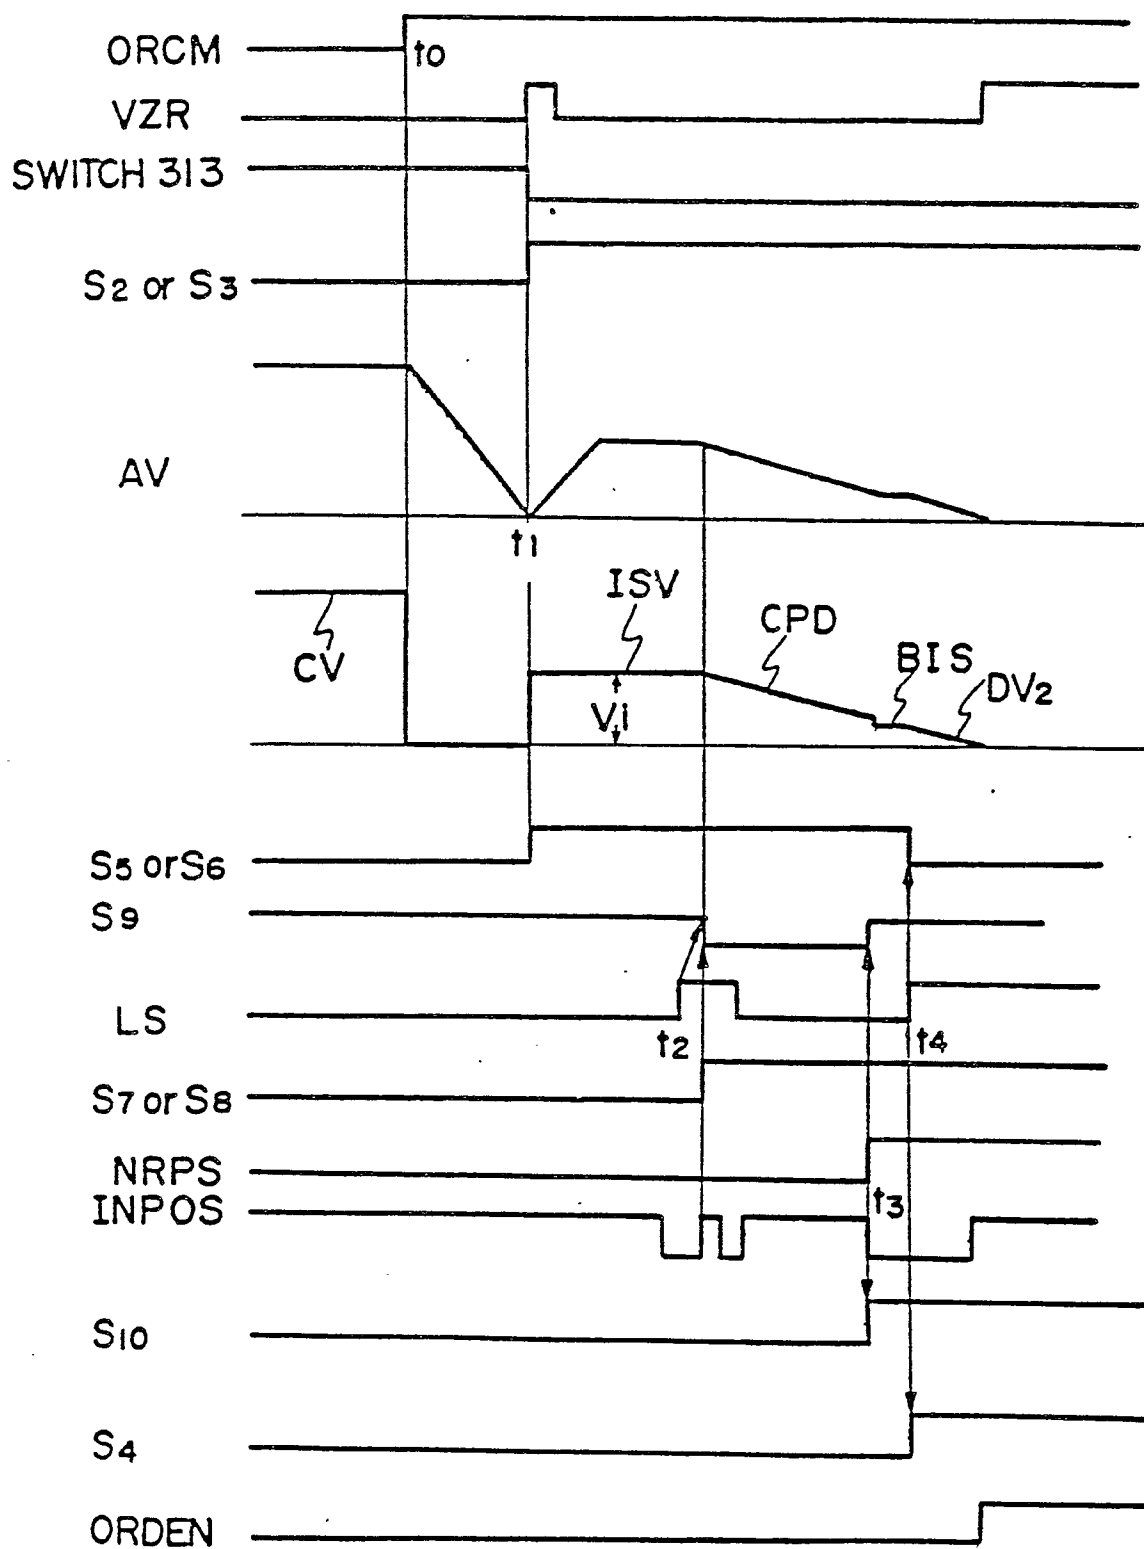 ORCM
t0
VZR
SWITCH 313
S2 or S3
AV
t1
ISV
CPD
CV
BIS
Vi
DV2
S5 or S6
S9
LS
t2
t4
S7 or S8
NRPS
t3
INPOS
S10
S4
ORDEN